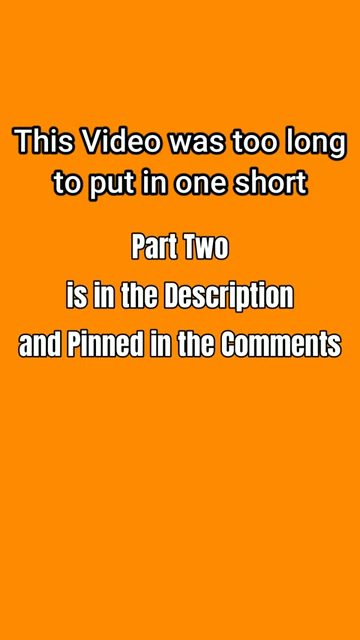 This Video was too long
to put in one short
Part Two
is in the Description
and Pinned in the Comments